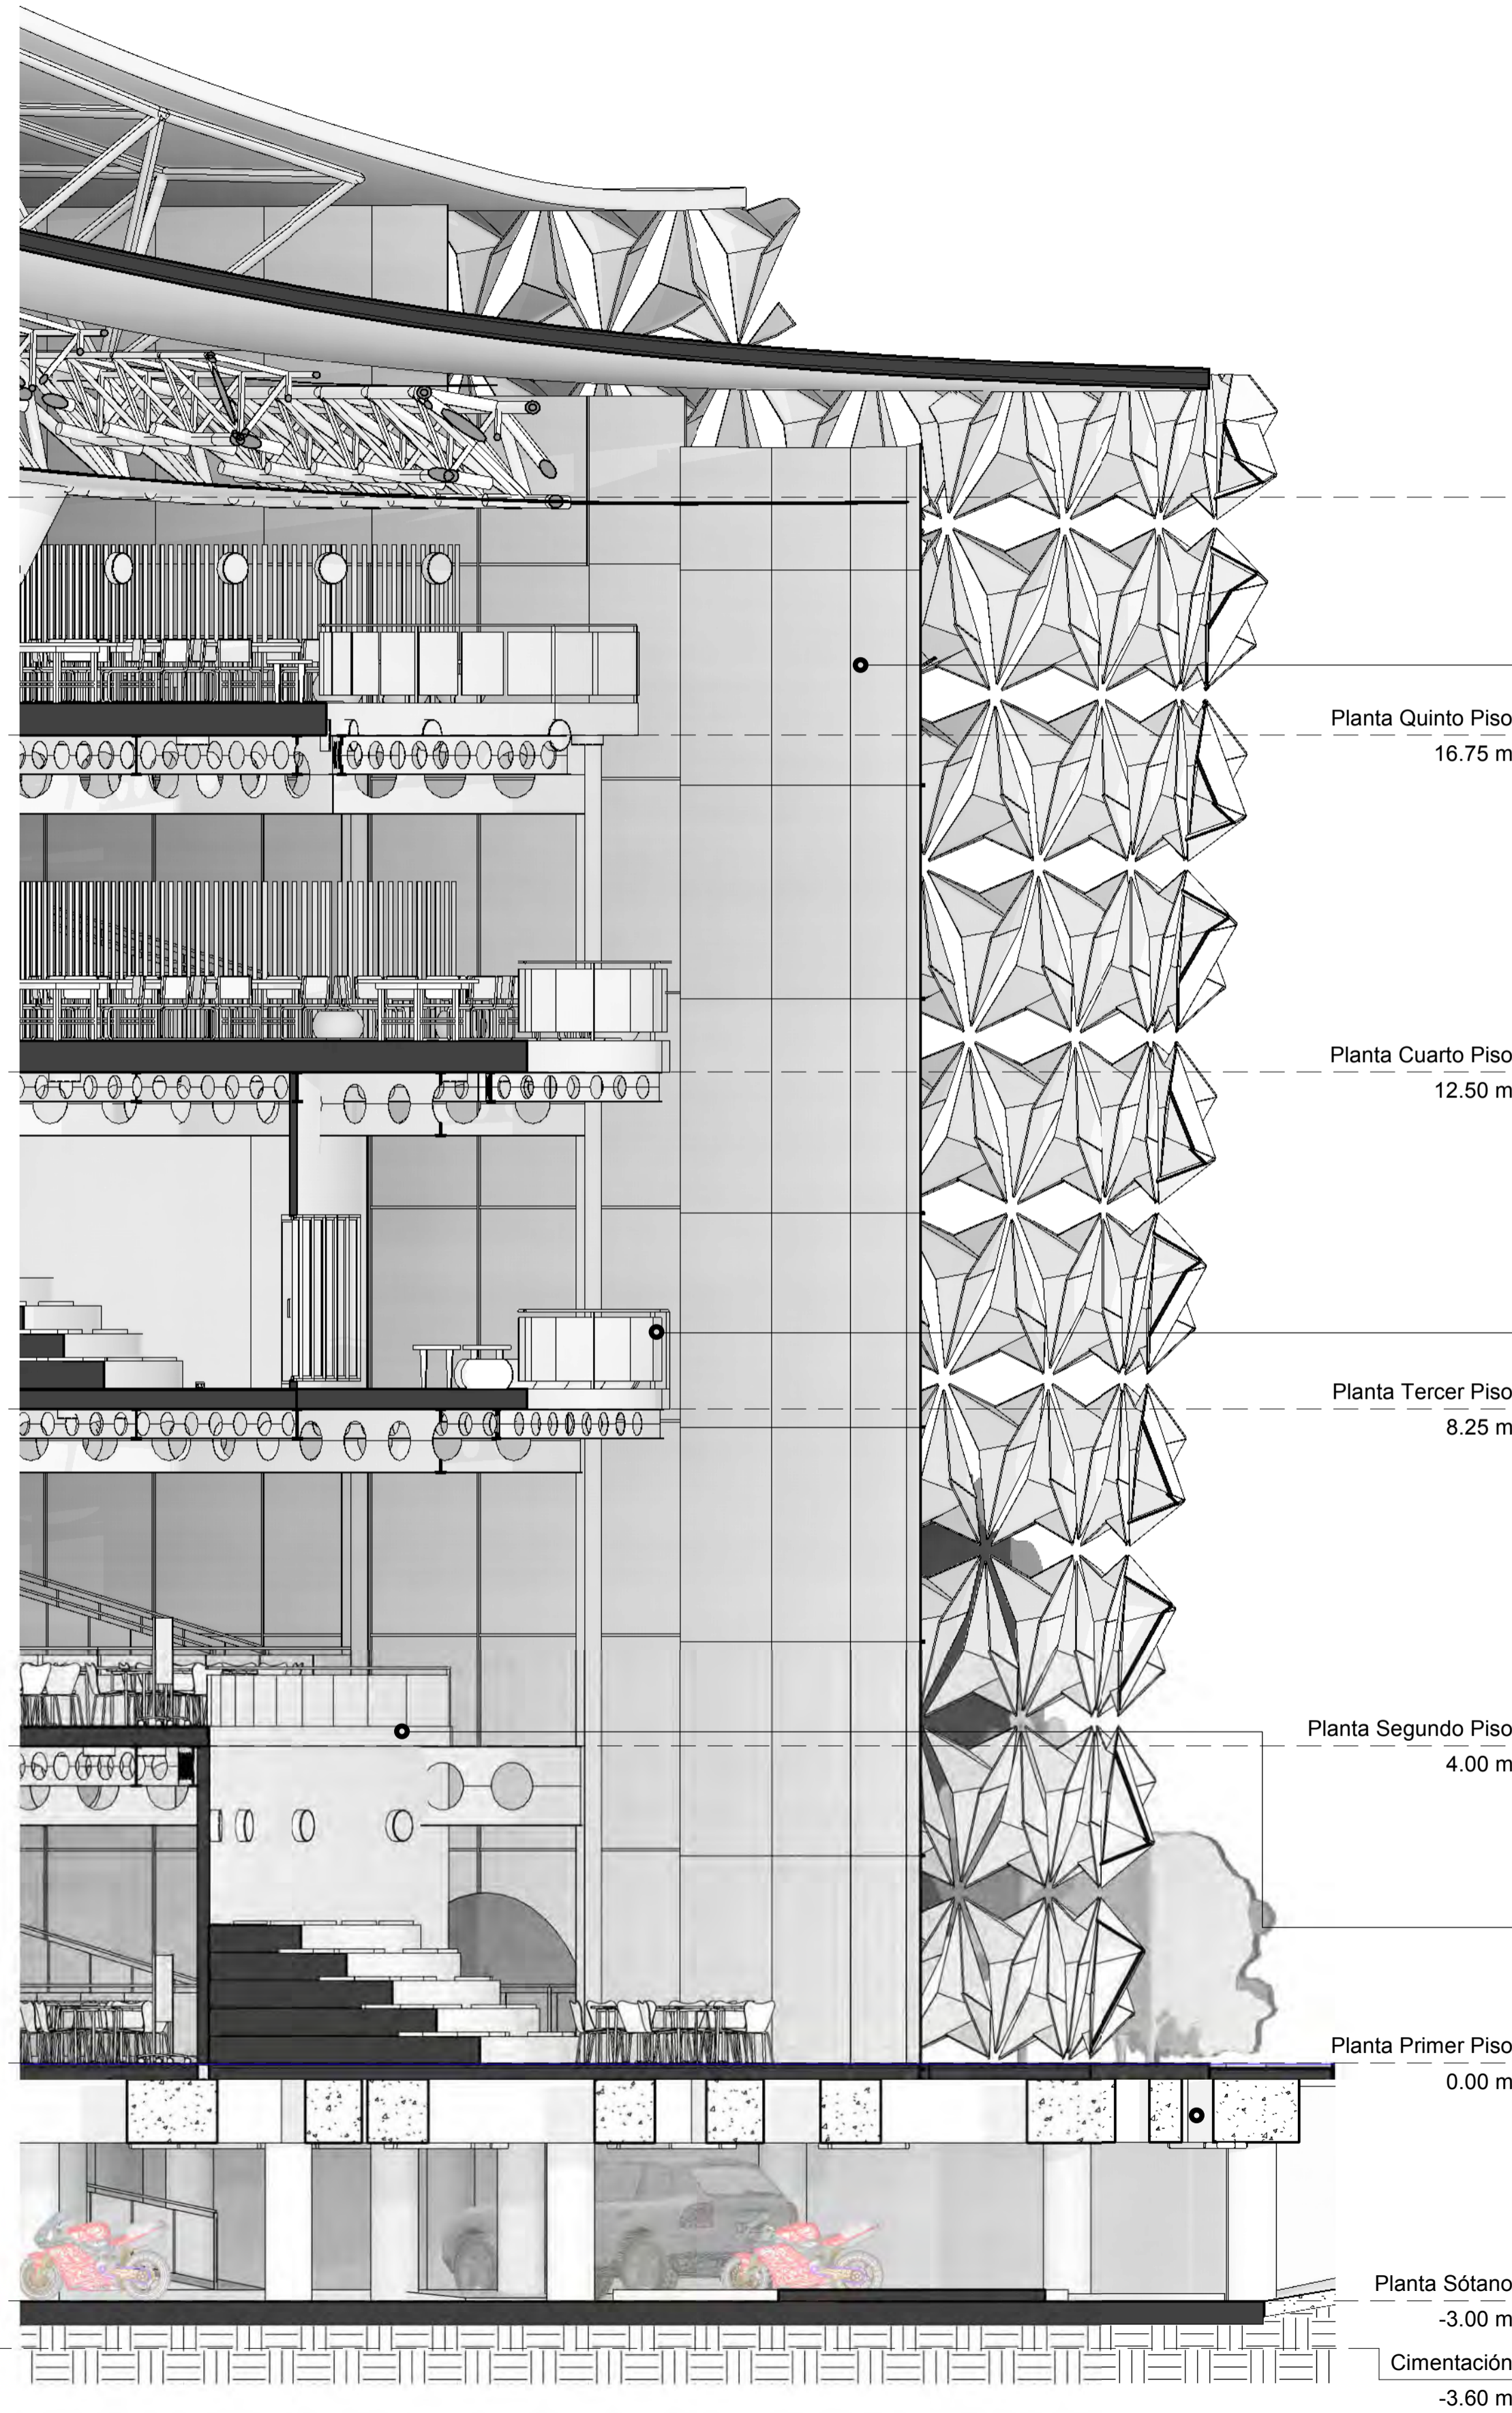 Planta Quinto Piso
16.75 m
Planta Cuarto Piso
12.50 m
Planta Tercer Piso
8.25 m
Planta Segundo Piso
4.00 m
Planta Primer Piso
0.00 m
Planta Sótano
-3.00 m
Cimentación
-3.60 m